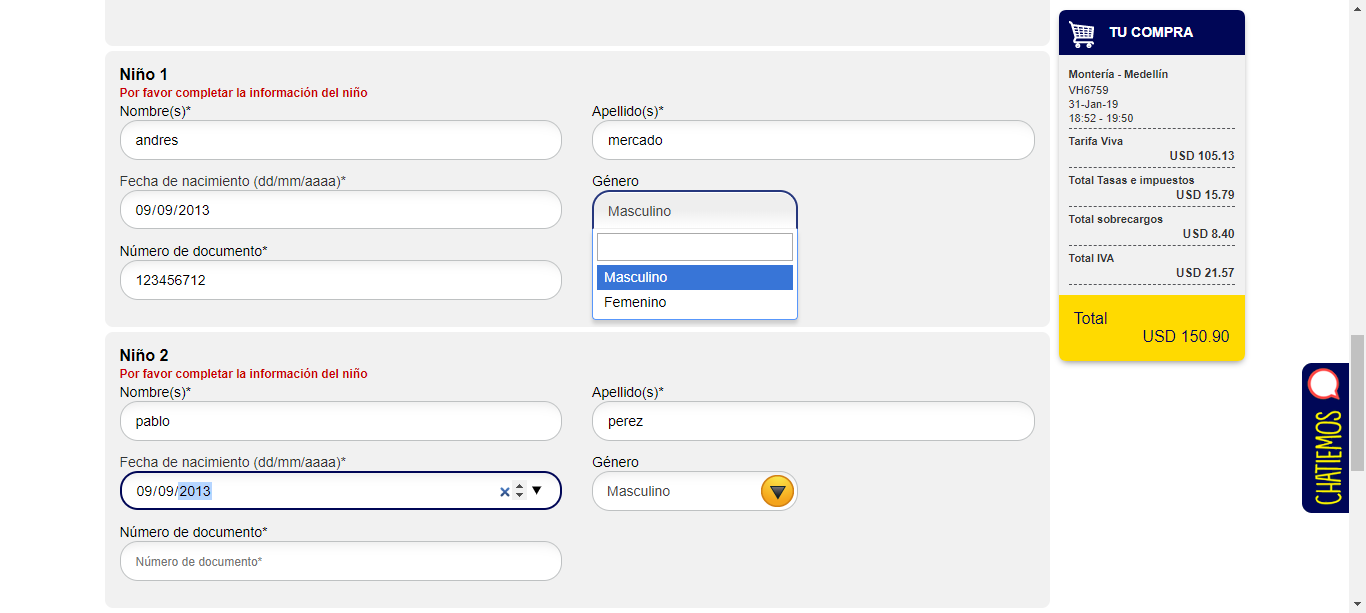 Niño 1
Por favor completar la información del niño
Nombre(s)*
Apellido(s)*
andres
mercado
Fecha de nacimiento (dd/mm/aaaa)*
Género
09/09/2013
Masculino
Masculino
Femenino
Número de documento*
123456712
Niño 2
Por favor completar la información del niño
Nombre(s)*
Apellido(s)*
pablo
perez
Fecha de nacimiento (dd/mm/aaaa)*
Género
09/09/2013
Masculino
Número de documento*
Número de documento*
TU COMPRA
Montería - Medellín
VH6759
31-Jan-19
18:52 - 19:50
Tarifa Viva
USD 105.13
Total Tasas e impuestos
USD 15.79
Total sobrecargos
USD 8.40
Total IVA
USD 21.57
Total
USD 150.90
CHATIEMOS